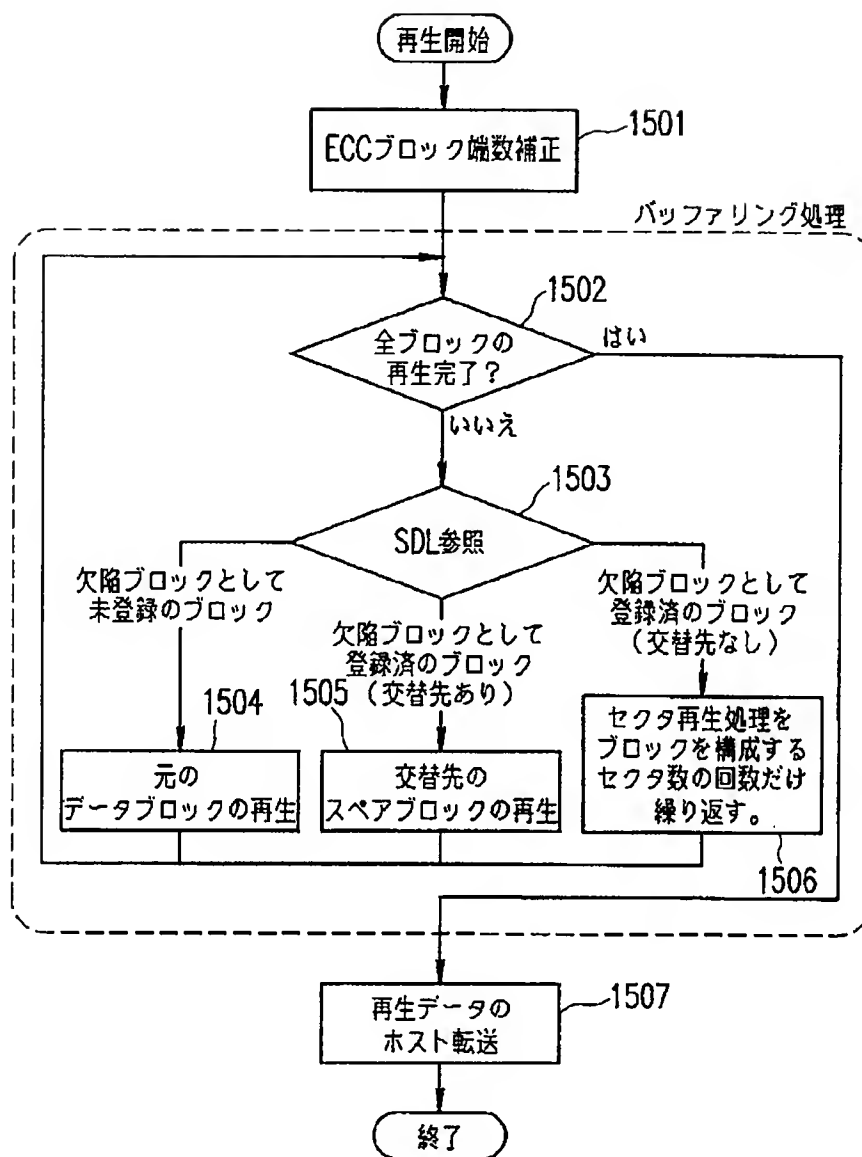 再生開始
1501
ECCブロック端数補正
バッファリング処理
1502
全ブロックの
再生完了?
はい
いいえ
1503
SDL参照
欠陥ブロックとして
未登録のブロック
欠陥ブロックとして
登録済のブロック
(交替先あり)
欠陥ブロックとして
登録済のブロック
(交替先なし)
1504
元の
データブロックの再生
1505
交替先の
スペアブロックの再生
セクタ再生処理を
ブロックを構成する
セクタ数の回数だけ
繰り返す。
1506
1507
再生データの
ホスト転送
終了